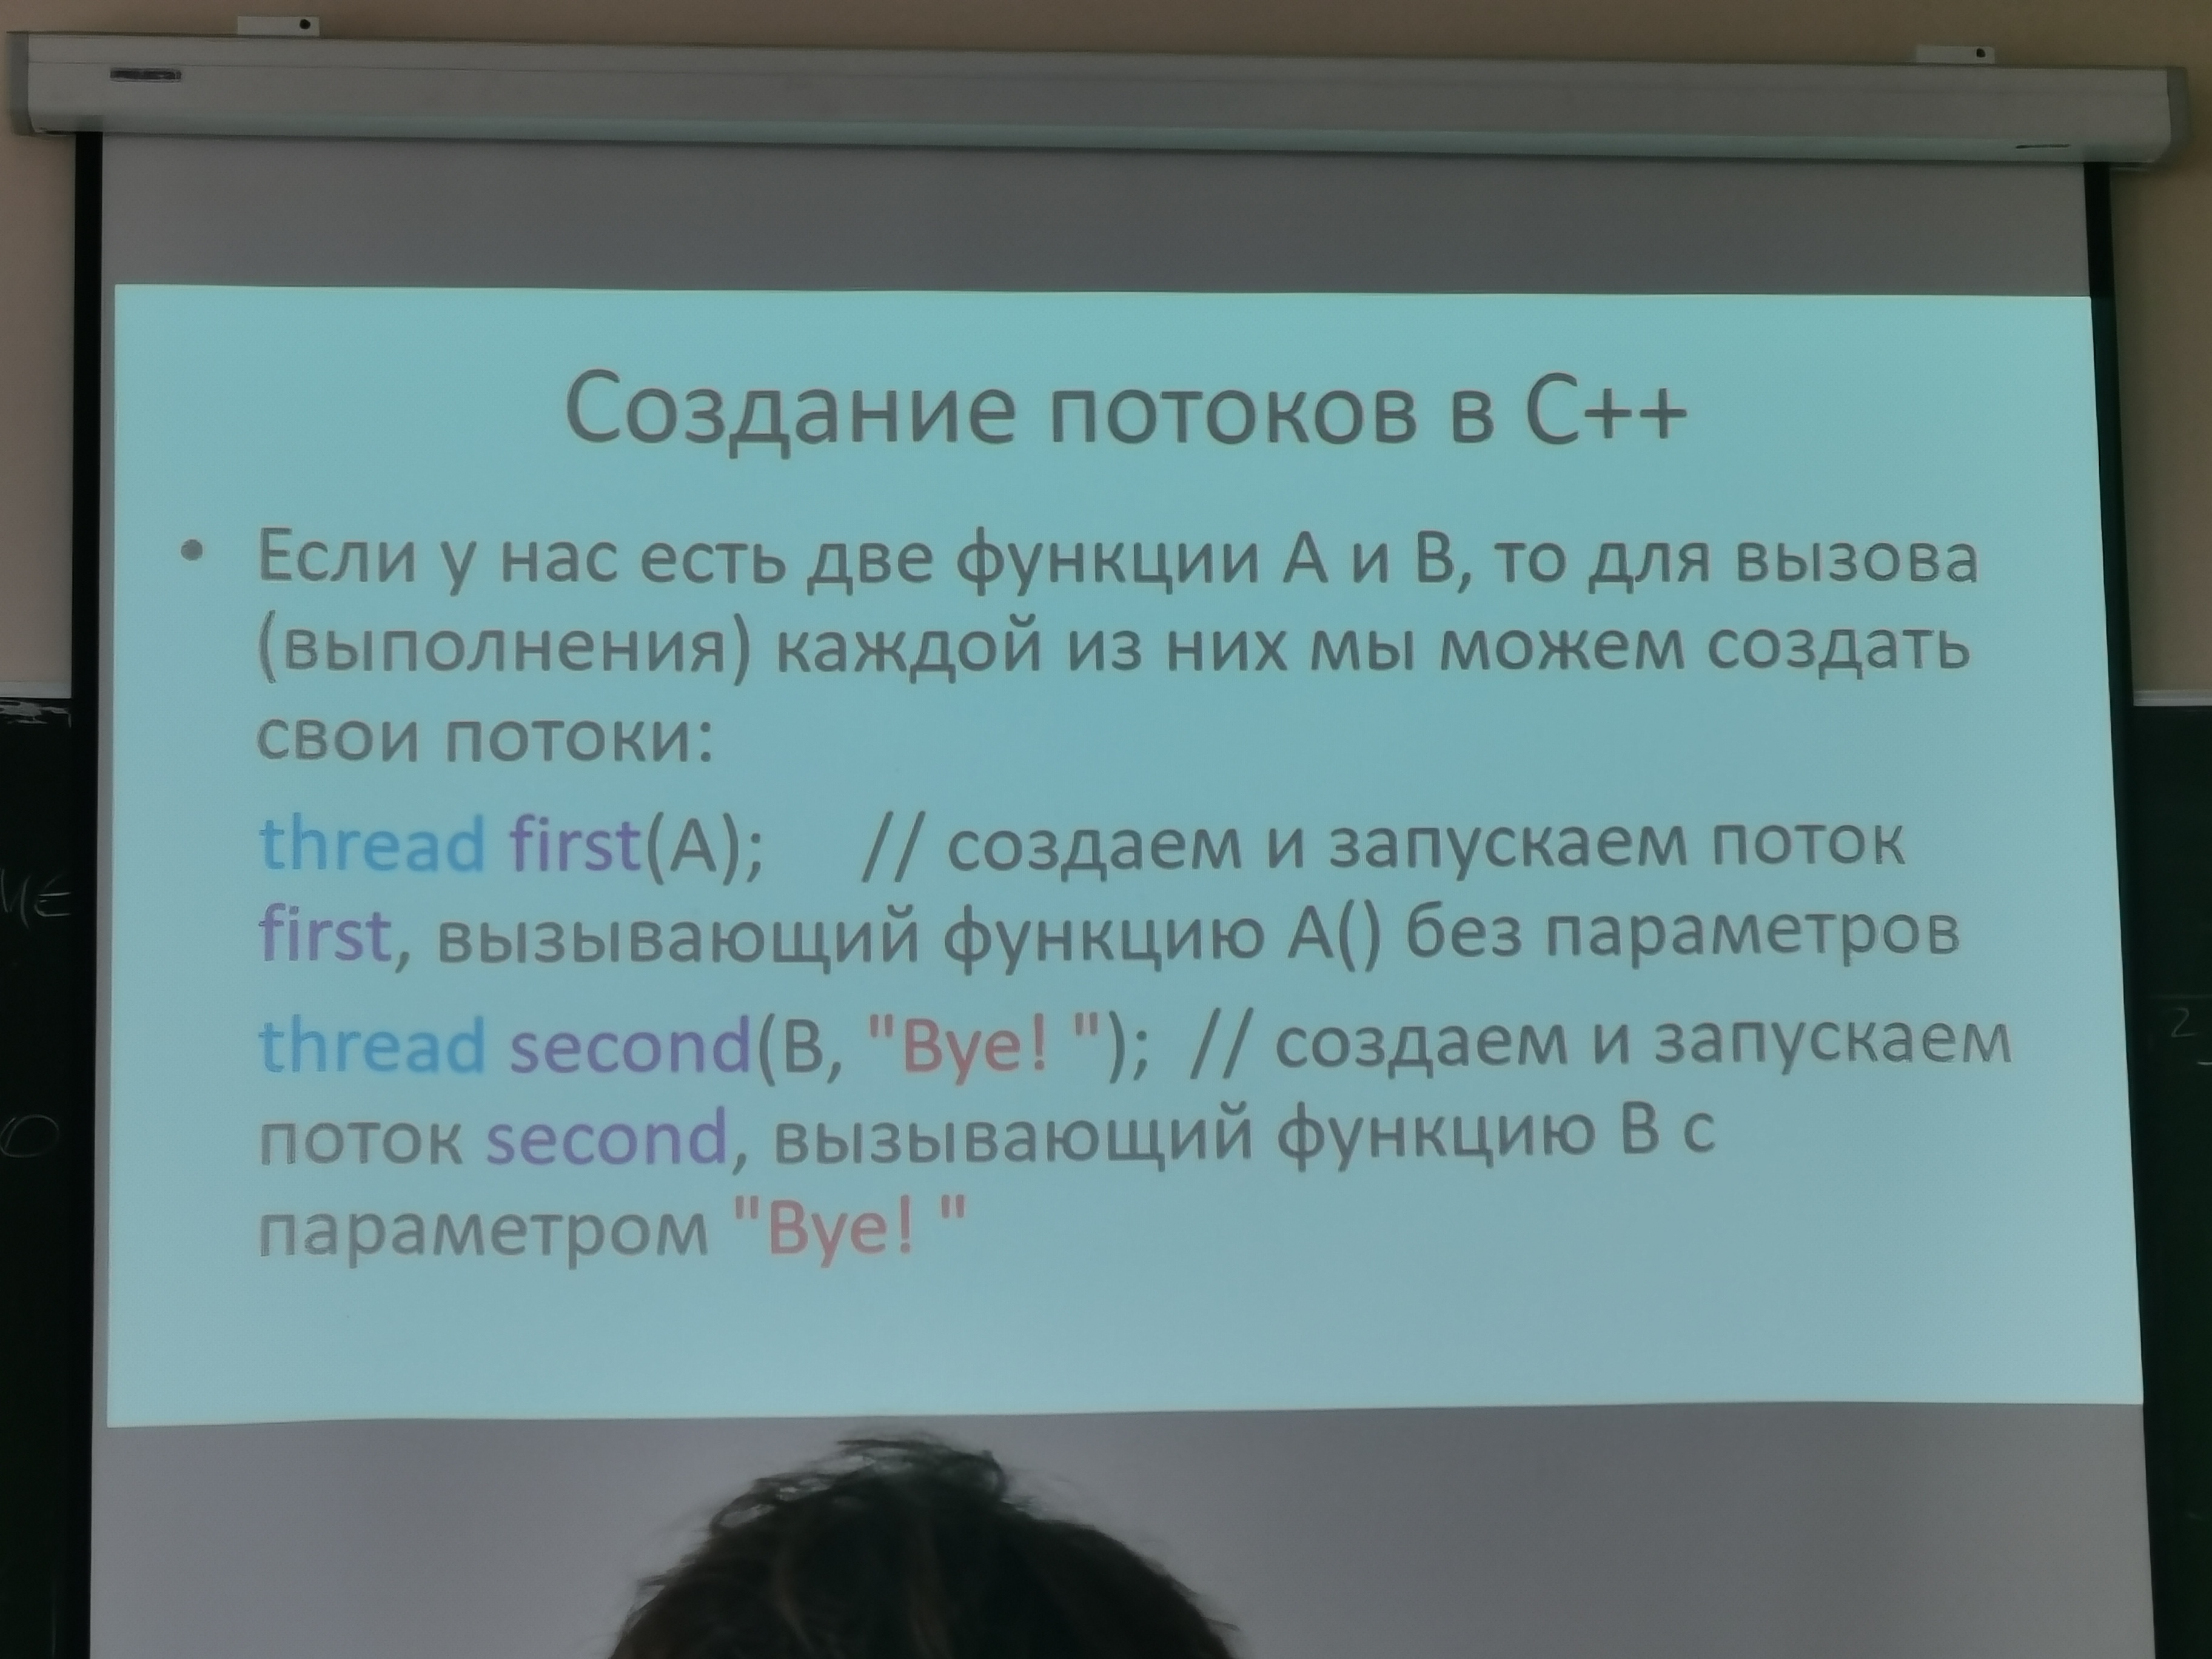 Создание потоков в C++
• Если у нас есть две функции A и B, то для вызова
(выполнения) каждой из них мы можем создать
свои потоки:
thread first(A); // создаем и запускаем поток
first, вызывающий функцию A() без параметров
thread second(B, "Bye! "); // создаем и запускаем
поток second, вызывающий функцию B с
параметром "Bye! "